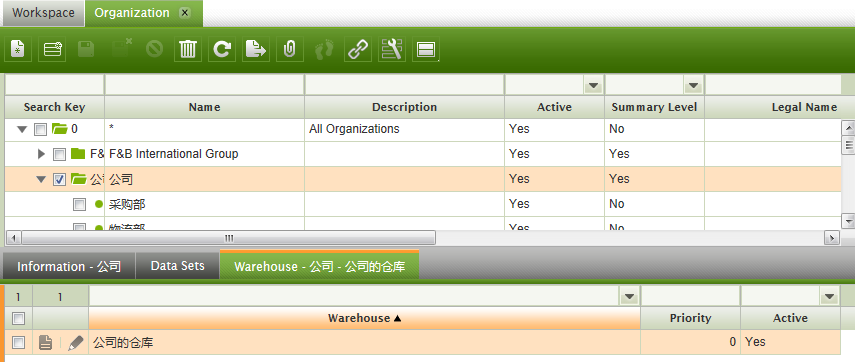 Workspace Organization
Search Key Name Description Active Summary Level Legal Name
0 * All Organizations Yes No
F& F&B International Group Yes Yes
公 公司 Yes Yes
采购部 Yes No
物流部 Yes No
Information - 公司 Data Sets Warehouse - 公司 - 公司的仓库
1 1
Warehouse Priority Active
公司的仓库 0 Yes